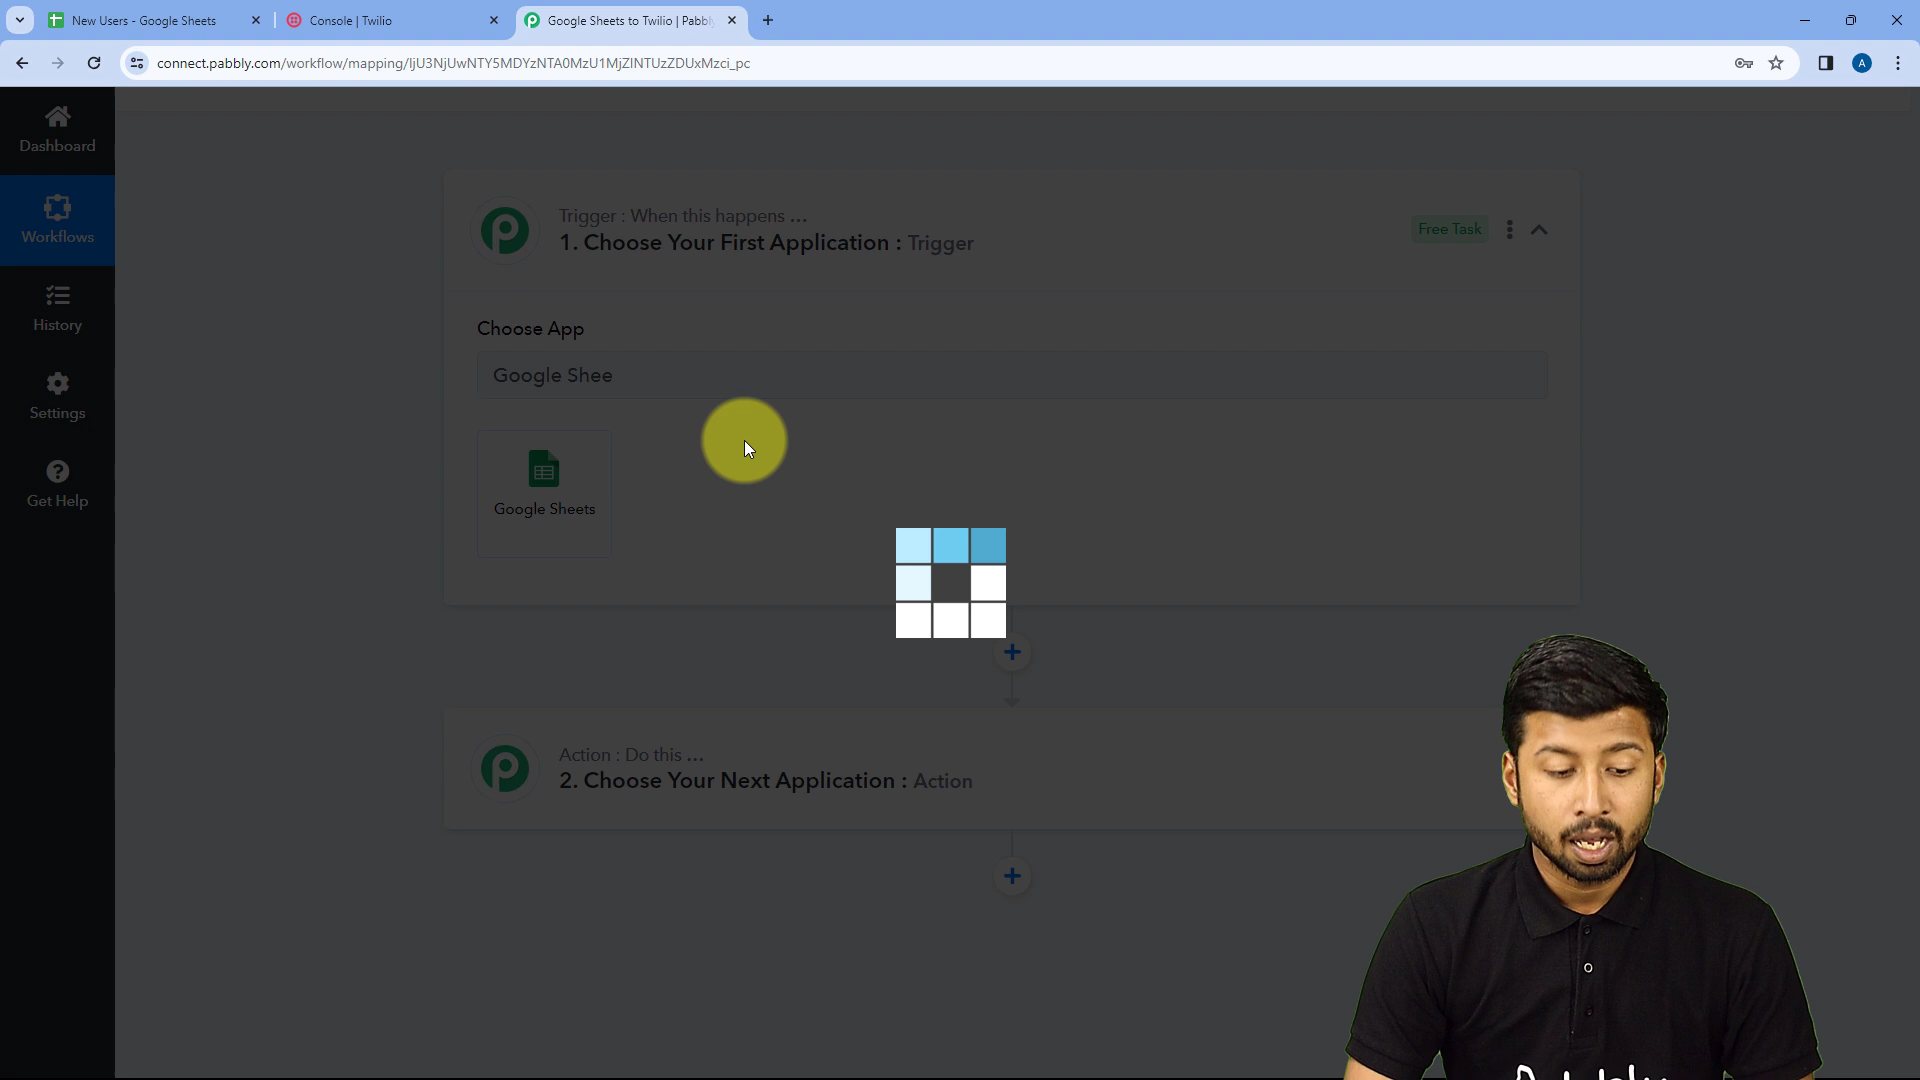 New Users - Google Sheets
Console | Twilio
Google Sheets to Twilio | Pabbly
connect.pabbly.com/workflow/mapping/IjU3NjUwNTY5MDYzNTA0MzU1MjZlNTUzZDUxMzci_pc
A
Dashboard
Workflows
History
Settings
Get Help
Trigger : When this happens ...
1. Choose Your First Application : Trigger
Free Task
Choose App
Google Shee
Google Sheets
Action : Do this ...
2. Choose Your Next Application : Action